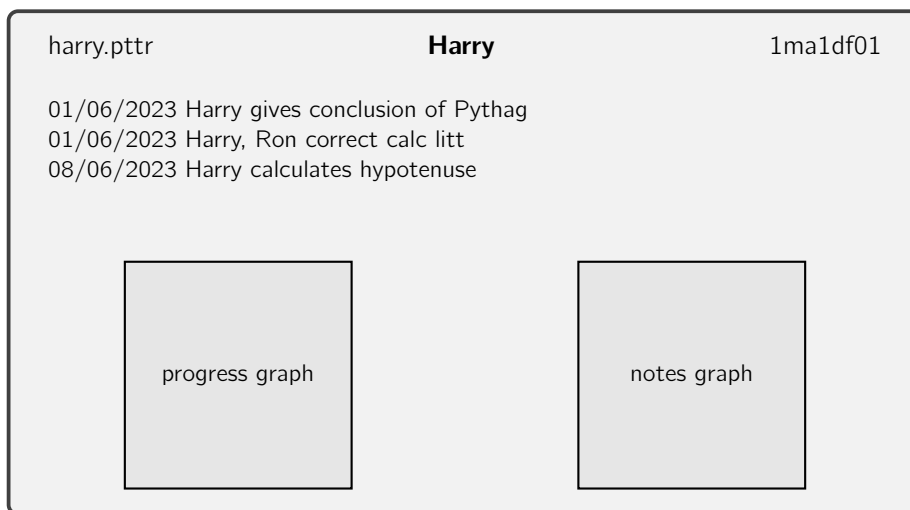 harry.pttr Harry 1ma1df01
01/06/2023 Harry gives conclusion of Pythag
01/06/2023 Harry, Ron correct calc litt
08/06/2023 Harry calculates hypotenuse
progress graph notes graph